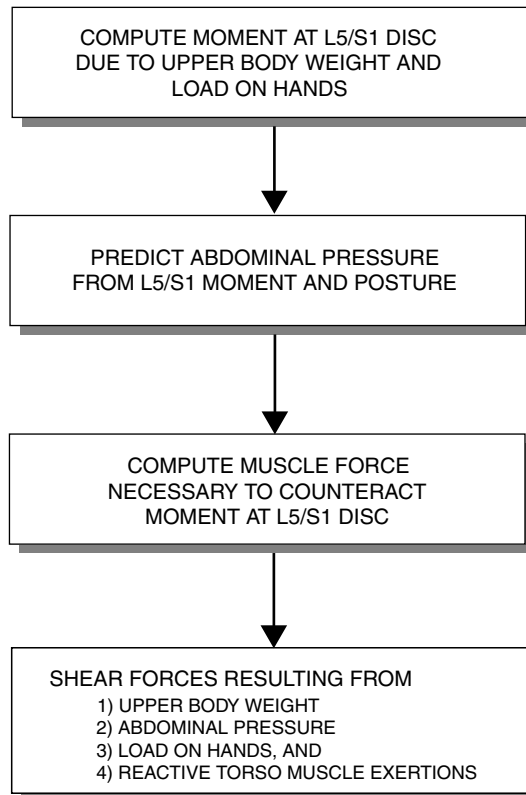 COMPUTE MOMENT AT L5/S1 DISC
DUE TO UPPER BODY WEIGHT AND
LOAD ON HANDS
PREDICT ABDOMINAL PRESSURE
FROM L5/S1 MOMENT AND POSTURE
COMPUTE MUSCLE FORCE
NECESSARY TO COUNTERACT
MOMENT AT L5/S1 DISC
SHEAR FORCES RESULTING FROM
1) UPPER BODY WEIGHT
2) ABDOMINAL PRESSURE
3) LOAD ON HANDS, AND
4) REACTIVE TORSO MUSCLE EXERTIONS